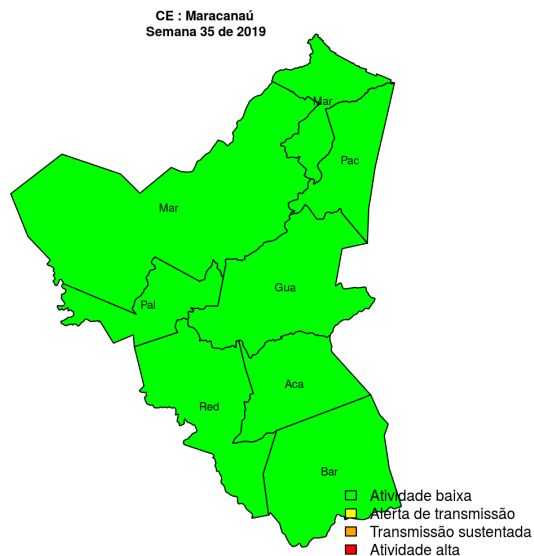 CE : Maracanaú
Semana 35 de 2019
Mar
Pac
Mar
Gua
Pal
Aca
Red
Bar
Atividade baixa
Alerta de transmissão
Transmissão sustentada
Atividade alta